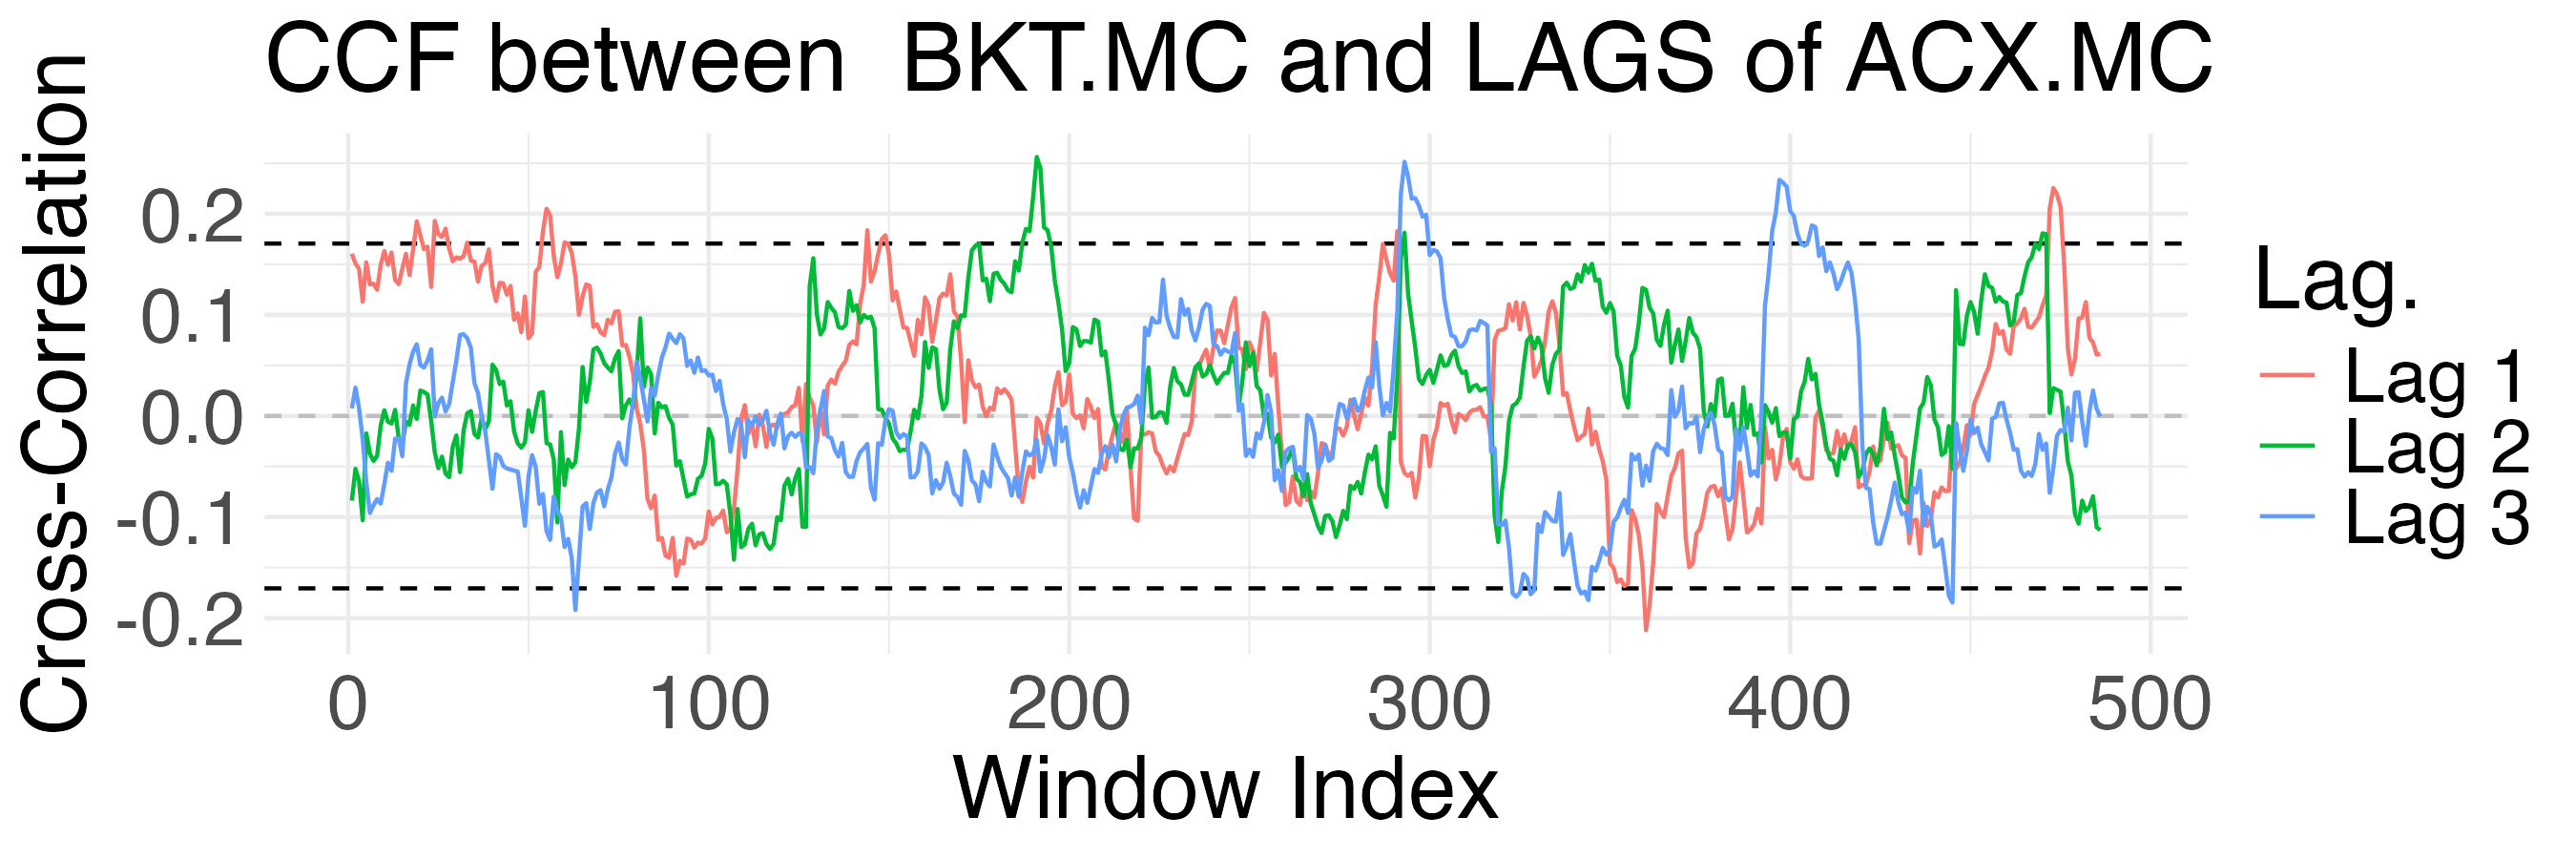 CCF between  BKT.MC and LAGS of ACX.MC
Cross-Correlation
0.2
0.1
0.0
-0.1
-0.2
0 100 200 300 400 500
Window Index
Lag.
Lag 1
Lag 2
Lag 3